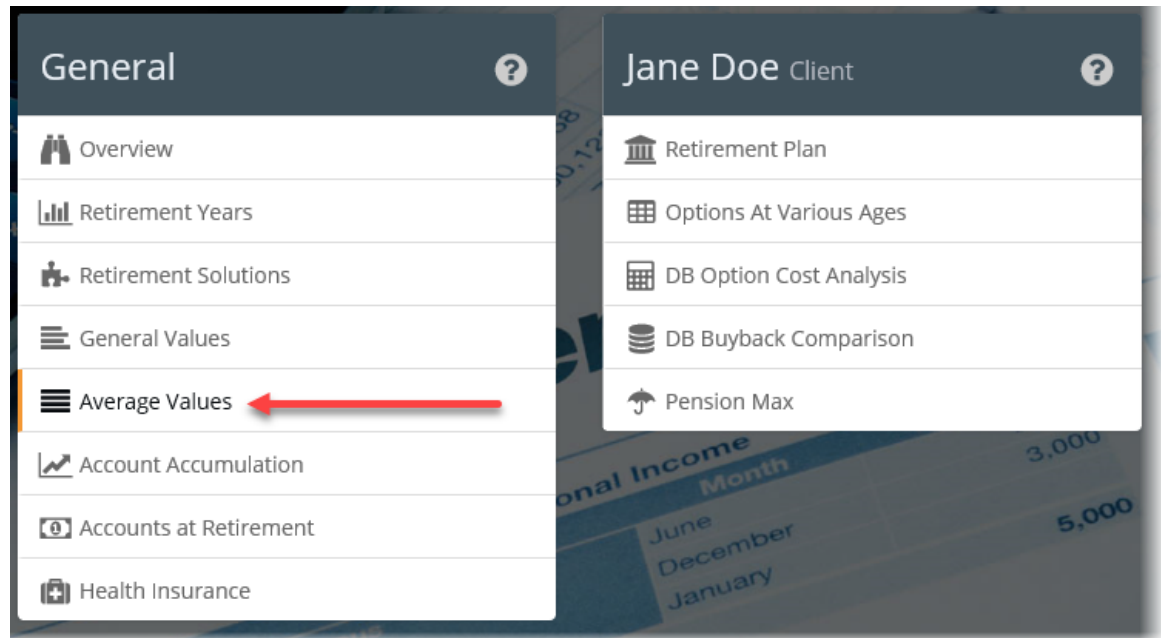 General
Overview
Retirement Years
Retirement Solutions
General Values
Average Values
Account Accumulation
Accounts at Retirement
Health Insurance
Jane Doe Client
Retirement Plan
Options At Various Ages
DB Option Cost Analysis
DB Buyback Comparison
Pension Max
onal Income
Month
3,000
June
5,000
December
January